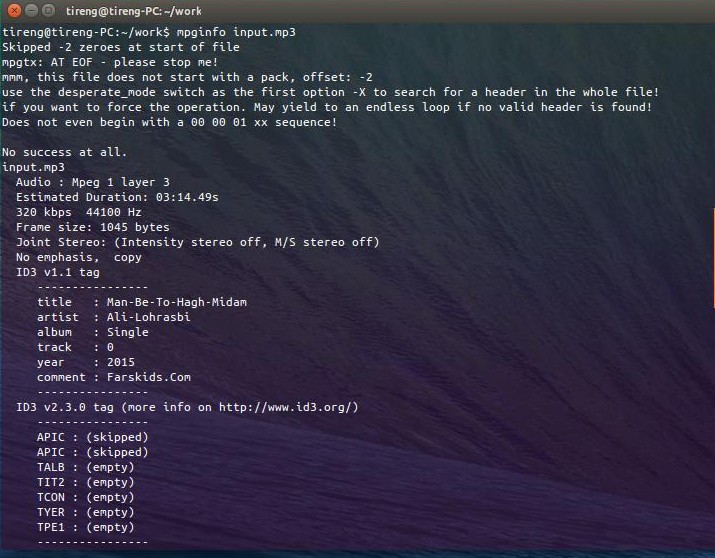 tireng@tireng-PC: ~/work
tireng@tireng-PC:~/work$ mpginfo input.mp3
Skipped -2 zeroes at start of file
mpgtx: AT EOF - please stop me!
mmm, this file does not start with a pack, offset: -2
use the desperate_mode switch as the first option -X to search for a header in the whole file!
if you want to force the operation. May yield to an endless loop if no valid header is found!
Does not even begin with a 00 00 01 xx sequence!

No success at all.
input.mp3
  Audio : Mpeg 1 layer 3
  Estimated Duration: 03:14.49s
  320 kbps  44100 Hz
  Frame size: 1045 bytes
  Joint Stereo: (Intensity stereo off, M/S stereo off)
  No emphasis,  copy
  ID3 v1.1 tag
     ----------------
     title   : Man-Be-To-Hagh-Midam
     artist  : Ali-Lohrasbi
     album   : Single
     track   : 0
     year    : 2015
     comment : Farskids.Com
     ----------------
  ID3 v2.3.0 tag (more info on http://www.id3.org/)
     ----------------
     APIC : (skipped)
     APIC : (skipped)
     TALB : (empty)
     TIT2 : (empty)
     TCON : (empty)
     TYER : (empty)
     TPE1 : (empty)
     ----------------